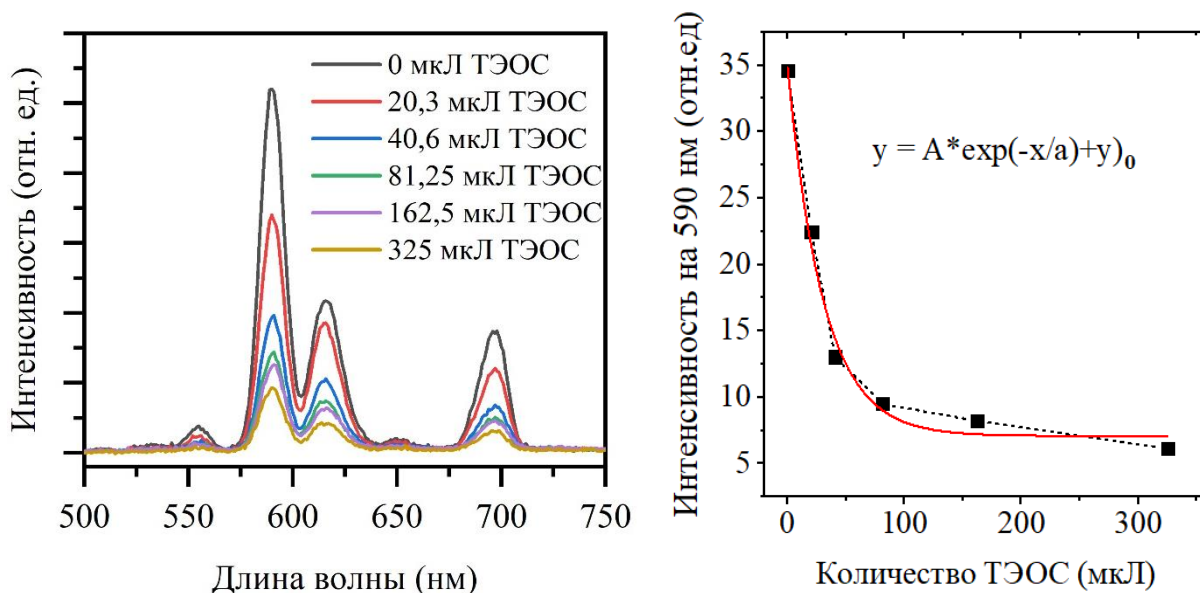 Интенсивность (отн. ед.)
0 мкЛ ТЭОС
20,3 мкЛ ТЭОС
40,6 мкЛ ТЭОС
81,25 мкЛ ТЭОС
162,5 мкЛ ТЭОС
325 мкЛ ТЭОС
500 550 600 650 700 750
Длина волны (нм)
Интенсивность на 590 нм (отн.ед)
35
30
25
20
15
10
5
y = A*exp(-x/a)+y)₀
0 100 200 300
Количество ТЭОС (мкЛ)